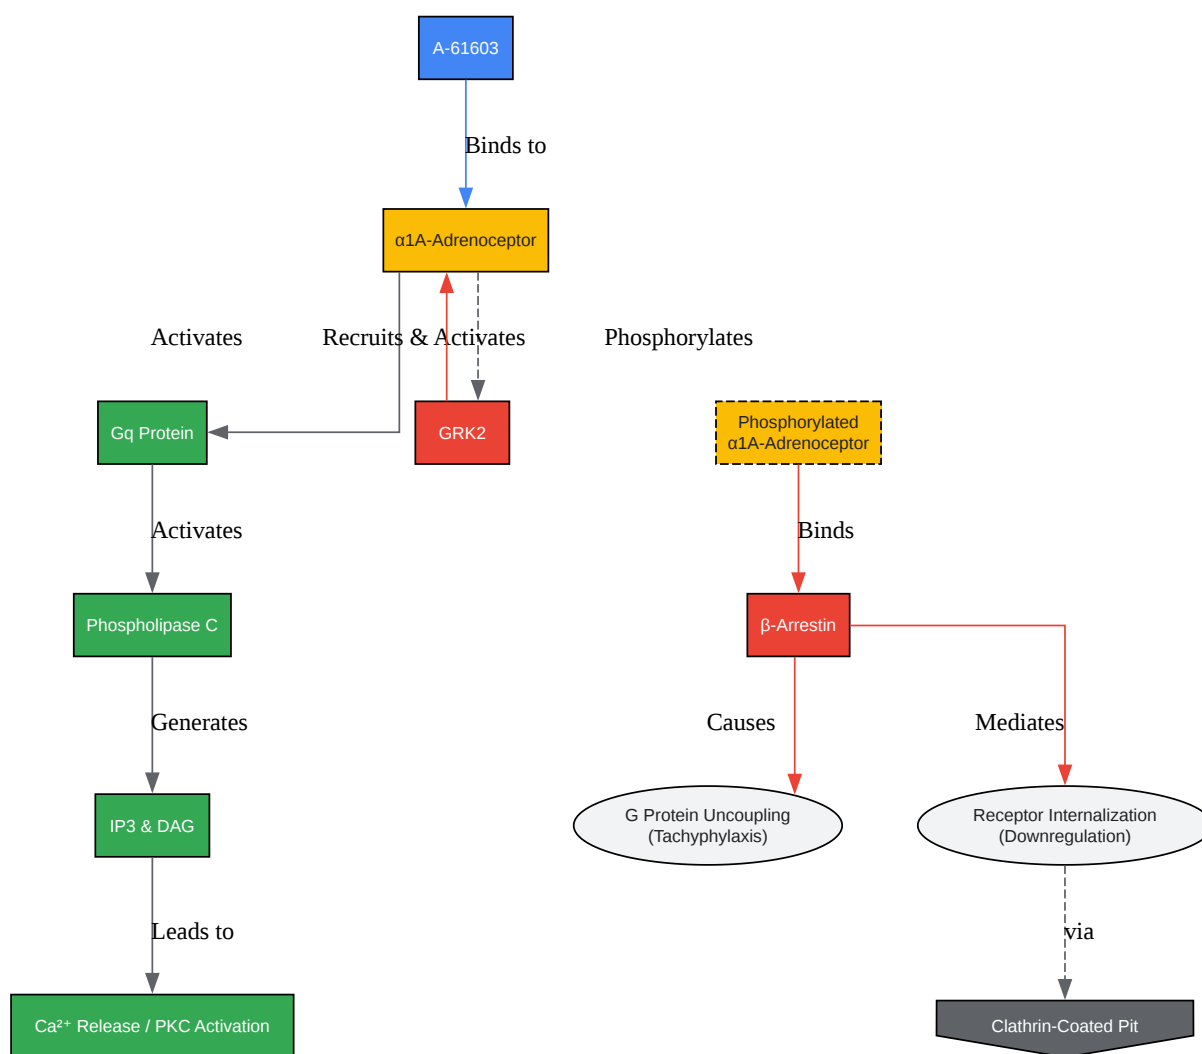 A-61603
Binds to
α1A-Adrenoceptor
Activates
Recruits & Activates
Phosphorylates
Gq Protein
GRK2
Phosphorylated
α1A-Adrenoceptor
Activates
Binds
Phospholipase C
β-Arrestin
Generates
Causes
Mediates
IP3 & DAG
G Protein Uncoupling
(Tachyphylaxis)
Receptor Internalization
(Downregulation)
Leads to
via
Ca²⁺ Release / PKC Activation
Clathrin-Coated Pit